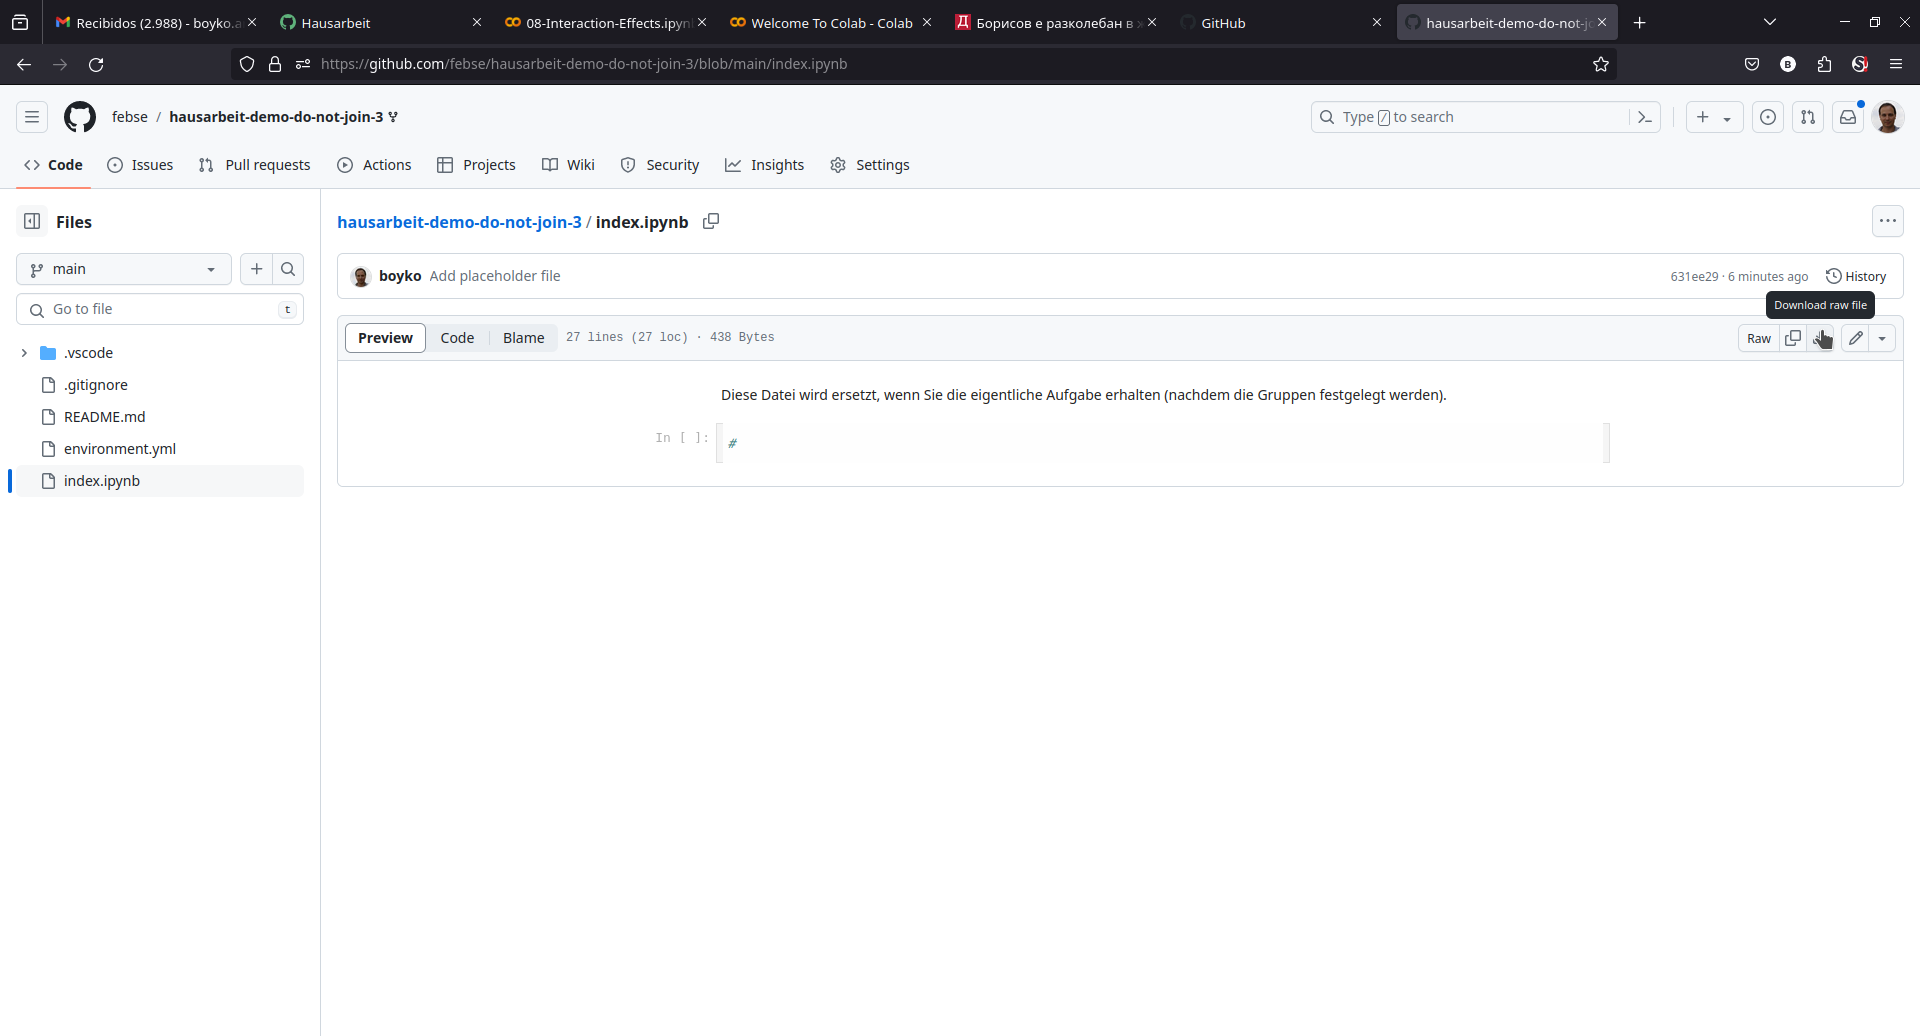 Recibidos (2.988) - boyko.a
Hausarbeit
08-Interaction-Effects.ipyn
Welcome To Colab - Colab
Д Борисов е разколебан в
GitHub
hausarbeit-demo-do-not-jo
https://github.com/febse/hausarbeit-demo-do-not-join-3/blob/main/index.ipynb
B
febse / hausarbeit-demo-do-not-join-3
Type / to search
Code Issues Pull requests Actions Projects Wiki Security Insights Settings
Files
main
Go to file t
.vscode
.gitignore
README.md
environment.yml
index.ipynb
hausarbeit-demo-do-not-join-3 / index.ipynb
boyko Add placeholder file
631ee29 · 6 minutes ago History
Download raw file
Preview Code Blame 27 lines (27 loc) · 438 Bytes
Raw
Diese Datei wird ersetzt, wenn Sie die eigentliche Aufgabe erhalten (nachdem die Gruppen festgelegt werden).
In [ ]: #